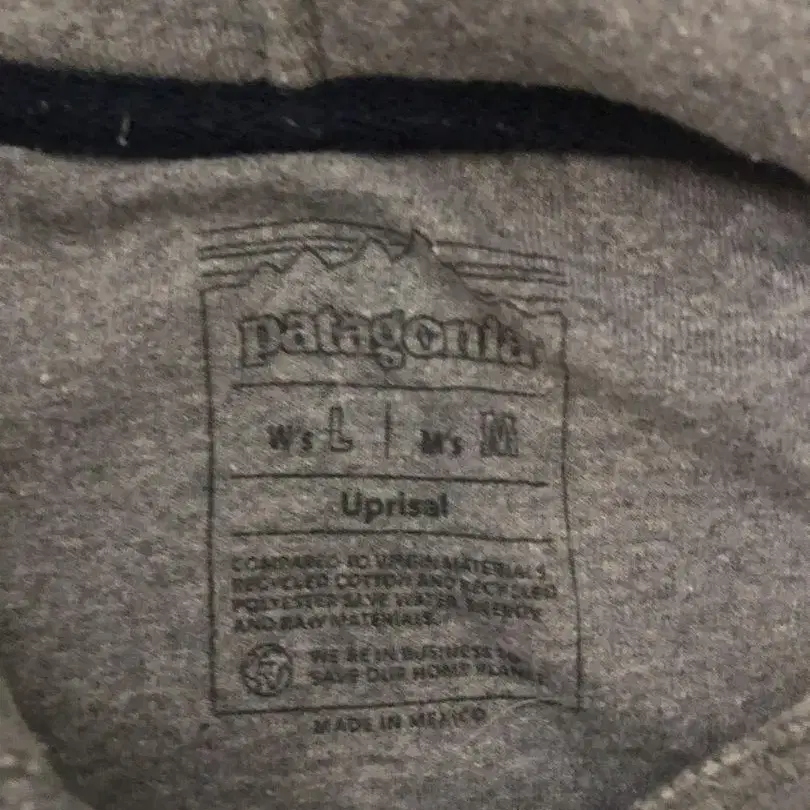 patagonia
W's L | M's M
Uprisal
COMPARED TO VIRGIN MATERIALS,
RECYCLED COTTON AND RECYCLED
POLYESTER SAVE WATER, ENERGY
AND RAW MATERIALS.
WE'RE IN BUSINESS TO
SAVE OUR HOME PLANET
MADE IN MEXICO